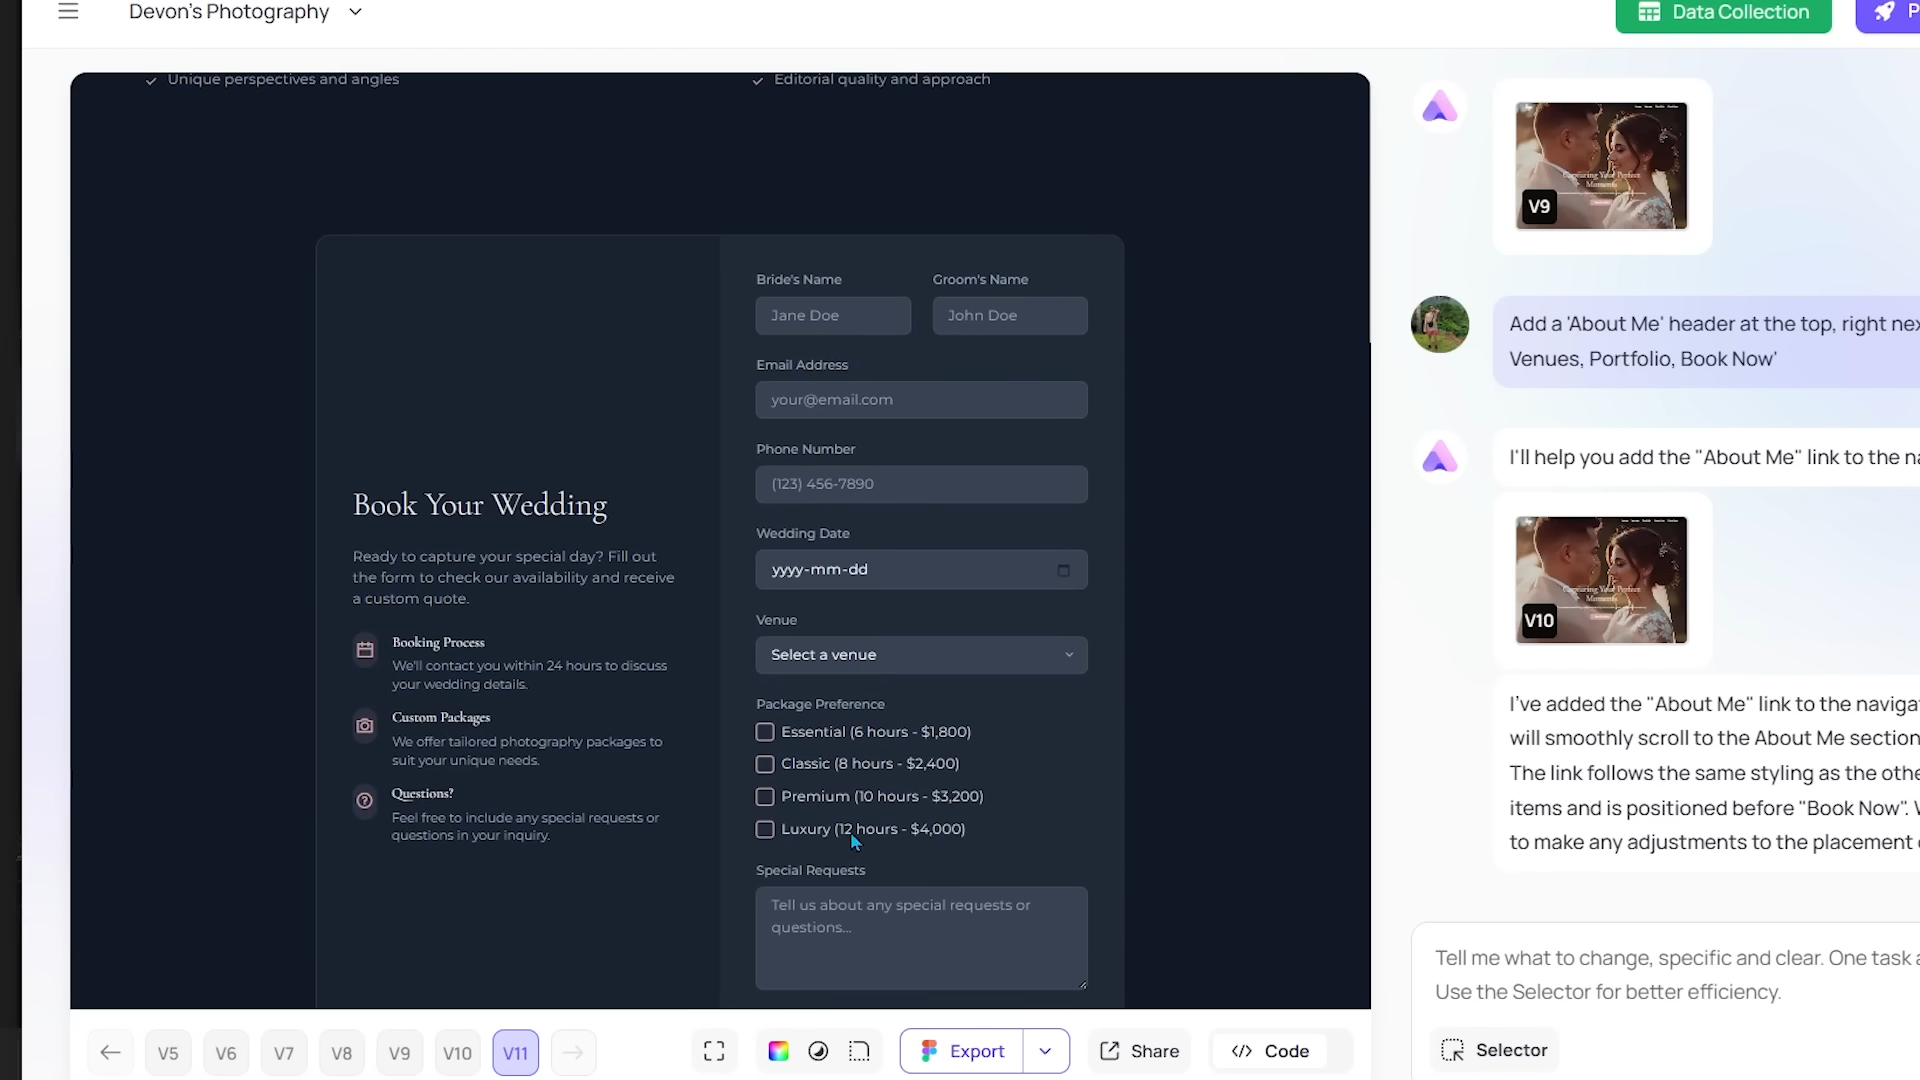 Devon's Photography
Data Collection
Unique perspectives and angles
Editorial quality and approach
Bride's Name
Groom's Name
Jane Doe
John Doe
Email Address
your@email.com
Phone Number
(123) 456-7890
Wedding Date
yyyy-mm-dd
Venue
Select a venue
Package Preference
Essential (6 hours - $1,800)
Classic (8 hours - $2,400)
Premium (10 hours - $3,200)
Luxury (12 hours - $4,000)
Special Requests
Tell us about any special requests or
questions...
Book Your Wedding
Ready to capture your special day? Fill out
the form to check our availability and receive
a custom quote.
Booking Process
We'll contact you within 24 hours to discuss
your wedding details.
Custom Packages
We offer tailored photography packages to
suit your unique needs.
Questions?
Feel free to include any special requests or
questions in your inquiry.
Capturing Your Perfect
Moments
V9
Add a 'About Me' header at the top, right
Venues, Portfolio, Book Now'
I'll help you add the "About Me" link to the
Capturing Your Perfect
Moments
V10
I've added the "About Me" link to the
will smoothly scroll to the About Me section
The link follows the same styling as the
items and is positioned before "Book Now".
to make any adjustments to the placement
Tell me what to change, specific and clear. One task
Use the Selector for better efficiency.
Selector
V5
V6
V7
V8
V9
V10
V11
Export
Share
</> Code